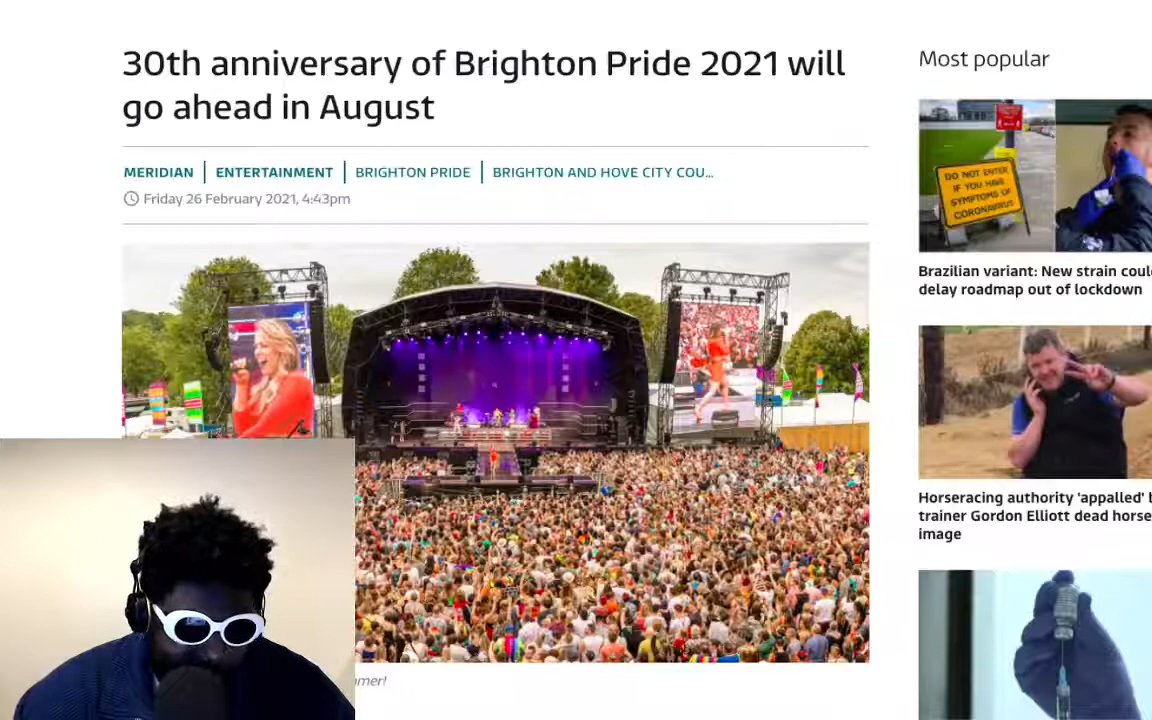 30th anniversary of Brighton Pride 2021 will
go ahead in August
MERIDIAN
ENTERTAINMENT
BRIGHTON PRIDE
BRIGHTON AND HOVE CITY COU...
Friday 26 February 2021, 4:43pm
Most popular
DO NOT ENTER
IF YOU HAVE
SYMPTOMS OF
CORONAVIRUS
Brazilian variant: New strain coul
delay roadmap out of lockdown
Horseracing authority 'appalled' b
trainer Gordon Elliott dead horse
image
mer!